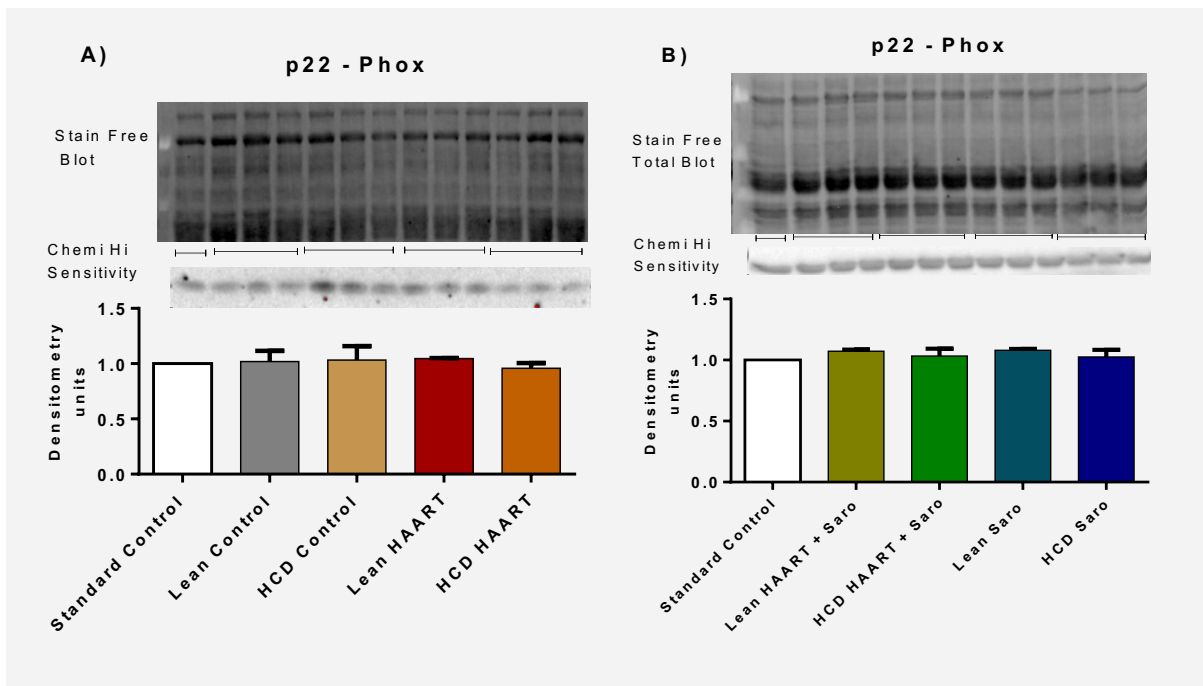 A)
p22 - Phox
Stain Free
Blot
Chemi Hi
Sensitivity
1.5
1.0
0.5
0.0
Densitometry
units
Standard Control
Lean Control
HCD Control
Lean HAART
HCD HAART
B)
p22 - Phox
Stain Free
Total Blot
Chemi Hi
Sensitivity
1.5
1.0
0.5
0.0
Densitometry
units
Standard Control
Lean HAART + Saro
HCD HAART + Saro
Lean Saro
HCD Saro